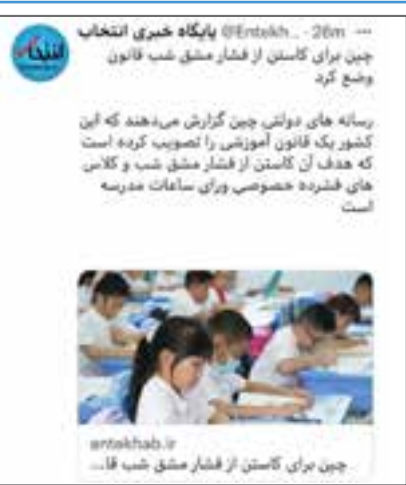 پایگاه خبری انتخاب @Entekh... · 26m
چین برای کاستن از فشار مشق شب قانون
وضع کرد
رسانه های دولتی چین گزارش می‌دهند که این
کشور یک قانون آموزشی را تصویب کرده است
که هدف آن کاستن از فشار مشق شب و کلاس
های فشرده خصوصی ورای ساعات مدرسه
است
entekhab.ir
چین برای کاستن از فشار مشق شب قا...